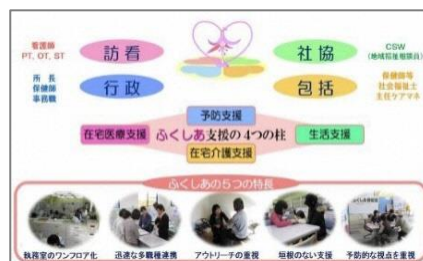 看護師
PT, OT, ST
訪看
社協
CSW
(地域福祉相談員)
所長
保健師
事務職
行政
包括
保健師等
社会福祉士
主任ケアマネ
予防支援
在宅医療支援
ふくしあ支援の4つの柱
生活支援
在宅介護支援
ふくしあの5つの特長
執務室のワンフロア化
迅速な多職種連携
アウトリーチの重視
垣根のない支援
予防的な視点を重視